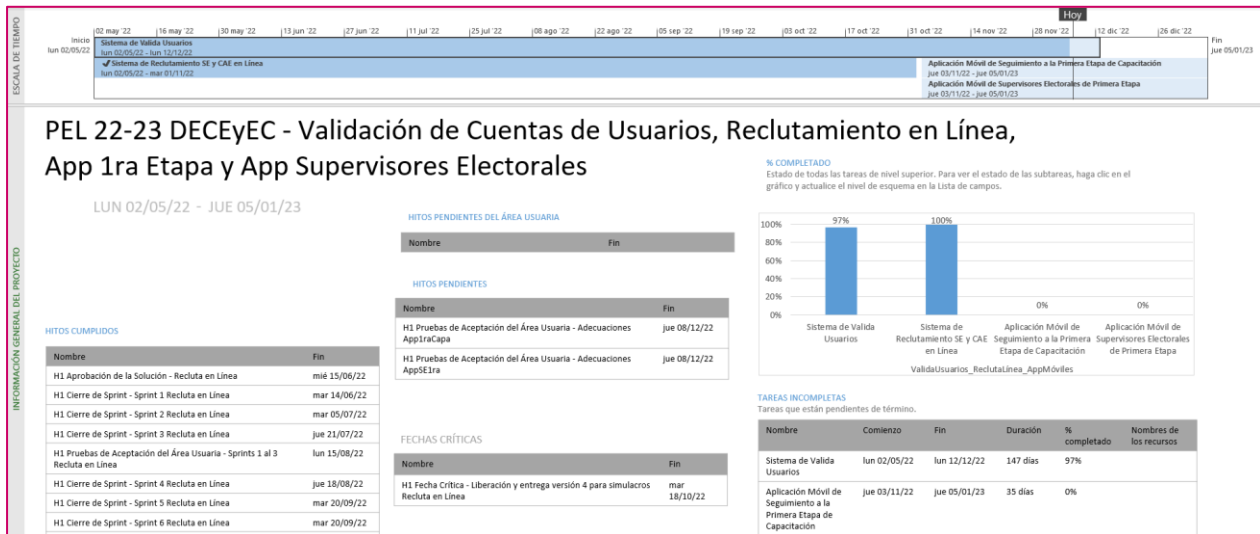 ESCALA DE TIEMPO
Hoy
02 may '22 16 may '22 30 may '22 13 jun '22 27 jun '22 11 jul '22 25 jul '22 08 ago '22 22 ago '22 05 sep '22 19 sep '22 03 oct '22 17 oct '22 31 oct '22 14 nov '22 28 nov '22 12 dic '22 26 dic '22
Inicio
lun 02/05/22
Sistema de Valida Usuarios
lun 02/05/22 - lun 12/12/22
Fin
jue 05/01/23
✓ Sistema de Reclutamiento SE y CAE en Línea
lun 02/05/22 - mar 01/11/22
Aplicación Móvil de Seguimiento a la Primera Etapa de Capacitación
jue 03/11/22 - jue 05/01/23
Aplicación Móvil de Supervisores Electorales de Primera Etapa
jue 03/11/22 - jue 05/01/23
INFORMACIÓN GENERAL DEL PROYECTO
PEL 22-23 DECEyEC - Validación de Cuentas de Usuarios, Reclutamiento en Línea,
App 1ra Etapa y App Supervisores Electorales
LUN 02/05/22 - JUE 05/01/23
HITOS CUMPLIDOS
Nombre Fin
H1 Aprobación de la Solución - Recluta en Línea mié 15/06/22
H1 Cierre de Sprint - Sprint 1 Recluta en Línea mar 14/06/22
H1 Cierre de Sprint - Sprint 2 Recluta en Línea mar 05/07/22
H1 Cierre de Sprint - Sprint 3 Recluta en Línea jue 21/07/22
H1 Pruebas de Aceptación del Área Usuaria - Sprints 1 al 3 lun 15/08/22
Recluta en Línea
H1 Cierre de Sprint - Sprint 4 Recluta en Línea jue 18/08/22
H1 Cierre de Sprint - Sprint 5 Recluta en Línea mar 20/09/22
H1 Cierre de Sprint - Sprint 6 Recluta en Línea mar 20/09/22
HITOS PENDIENTES DEL ÁREA USUARIA
Nombre Fin
HITOS PENDIENTES
Nombre Fin
H1 Pruebas de Aceptación del Área Usuaria - Adecuaciones jue 08/12/22
App1raCapa
H1 Pruebas de Aceptación del Área Usuaria - Adecuaciones jue 08/12/22
AppSE1ra
FECHAS CRÍTICAS
Nombre Fin
H1 Fecha Crítica - Liberación y entrega versión 4 para simulacros mar
Recluta en Línea 18/10/22
% COMPLETADO
Estado de todas las tareas de nivel superior. Para ver el estado de las subtareas, haga clic en el
gráfico y actualice el nivel de esquema en la Lista de campos.
97% 100% 0% 0%
100%
80%
60%
40%
20%
0%
Sistema de Valida Sistema de Aplicación Móvil de Aplicación Móvil de
Usuarios Reclutamiento SE y CAE Seguimiento a la Primera Supervisores Electorales
en Línea Etapa de Capacitación de Primera Etapa
ValidaUsuarios_ReclutaLínea_AppMóviles
TAREAS INCOMPLETAS
Tareas que están pendientes de término.
Nombre Comienzo Fin Duración % Nombres de
completado los recursos
Sistema de Valida lun 02/05/22 lun 12/12/22 147 días 97%
Usuarios
Aplicación Móvil de jue 03/11/22 jue 05/01/23 35 días 0%
Seguimiento a la
Primera Etapa de
Capacitación